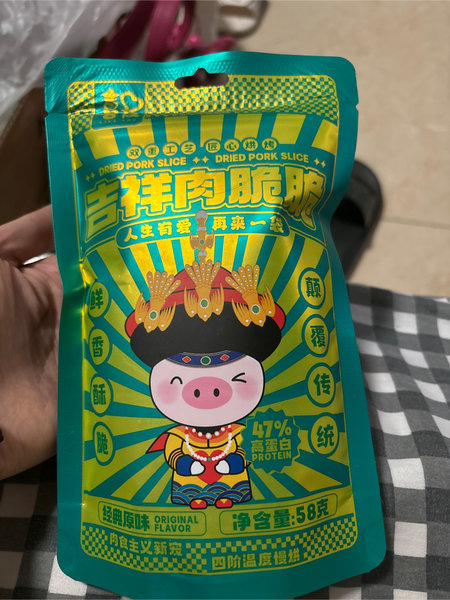 双重工艺 匠心烘烤
DRIED PORK SLICE DRIED PORK SLICE
吉祥肉脆脆
人生有爱 再来一袋
鲜香酥脆
颠覆传统
47%
高蛋白
PROTEIN
经典原味 ORIGINAL FLAVOR
净含量:58克
肉食主义新宠
四阶温度慢烘